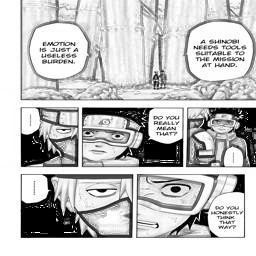 A SHINOBI
NEEDS TOOLS
SUITABLE TO
THE MISSION
AT HAND.
EMOTION
IS JUST A
USELESS
BURDEN.
DO YOU
REALLY
MEAN
THAT?
DO YOU
HONESTLY
THINK
THAT
WAY?